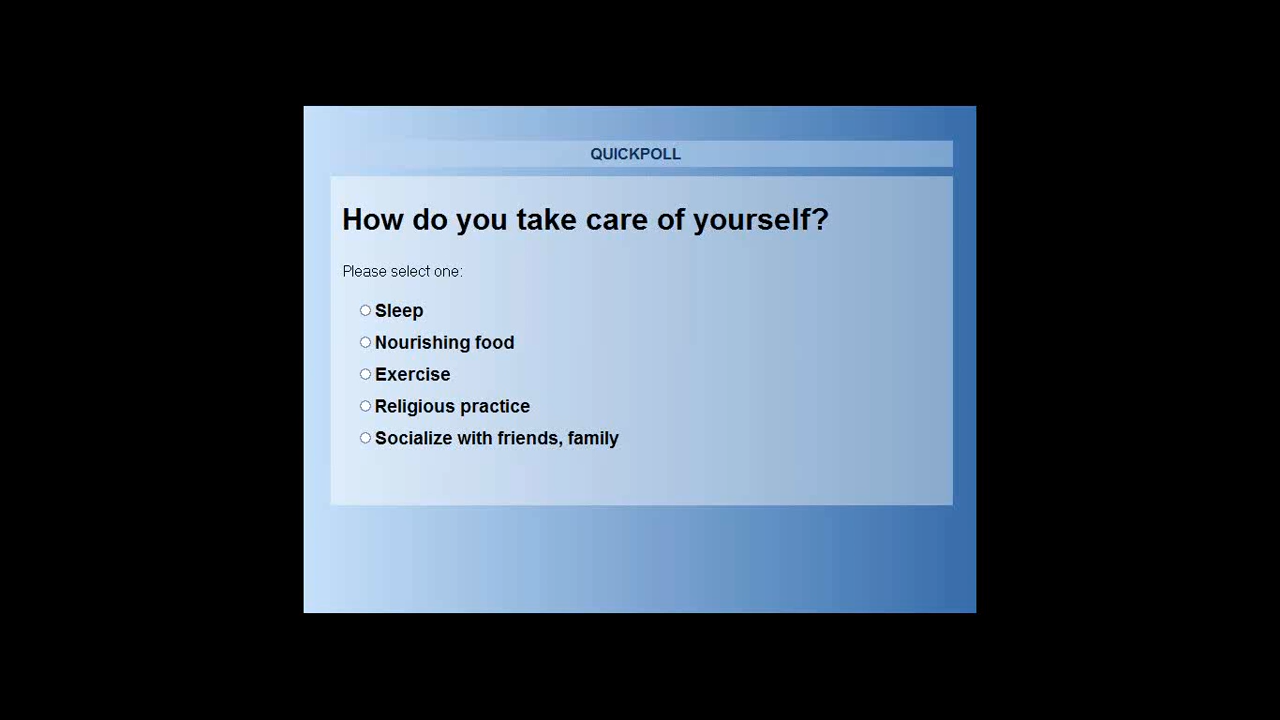 QUICKPOLL
How do you take care of yourself?
Please select one:
Sleep
Nourishing food
Exercise
Religious practice
Socialize with friends, family